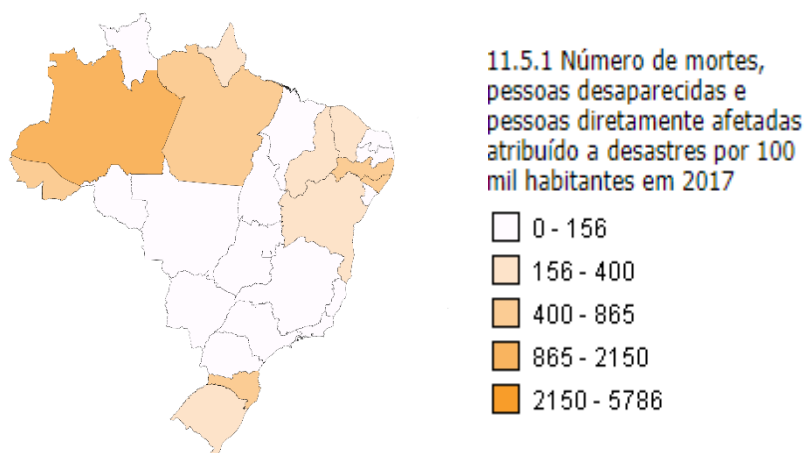 11.5.1 Número de mortes,
pessoas desaparecidas e
pessoas diretamente afetadas
atribuído a desastres por 100
mil habitantes em 2017
0 - 156
156 - 400
400 - 865
865 - 2150
2150 - 5786